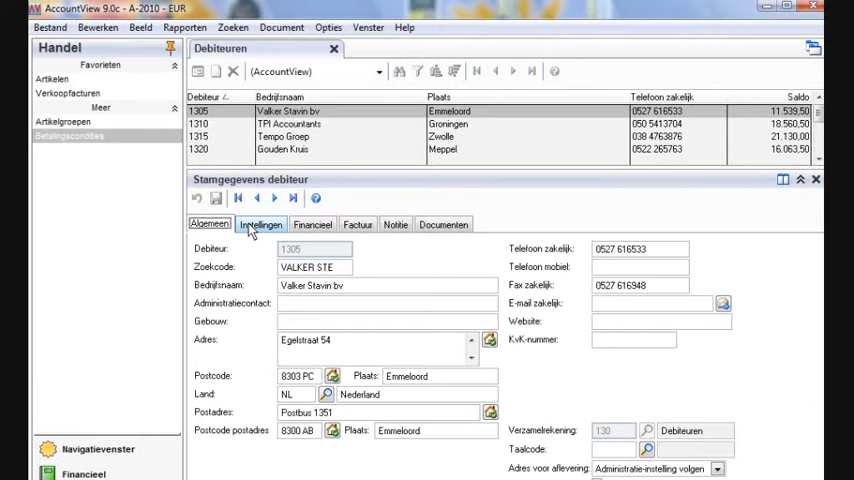 AccountView 9.0c - A-2010 - EUR
Bestand Bewerken Beeld Rapporten Zoeken Document Opties Venster Help
Handel
Favorieten
Artikelen
Verkoopfacturen
Meer
Artikelgroepen
Betalingscondities
Navigatievenster
Financieel
Debiteuren
(AccountView)
Debiteur Bedrijfsnaam Plaats Telefoon zakelijk Saldo
1305 Valker Stavin bv Emmeloord 0527 616533 11.539,50
1310 TPI Accountants Groningen 050 5413704 18.560,50
1315 Tempo Groep Zwolle 038 4763876 21.130,00
1320 Gouden Kruis Meppel 0522 265763 16.063,50
Stamgegevens debiteur
Algemeen Instellingen Financieel Factuur Notitie Documenten
Debiteur: 1305 Telefoon zakelijk: 0527 616533
Zoekcode: VALKER STE Telefoon mobiel:
Bedrijfsnaam: Valker Stavin bv Fax zakelijk: 0527 616948
Administratiecontact: E-mail zakelijk:
Gebouw: Website:
Adres: Egelstraat 54 KvK-nummer:
Postcode: 8303 PC Plaats: Emmeloord
Land: NL Nederland
Postadres: Postbus 1351
Postcode postadres 8300 AB Plaats: Emmeloord Verzamelrekening: 130 Debiteuren
Taalcode:
Adres voor aflevering: Administratie-instelling volgen